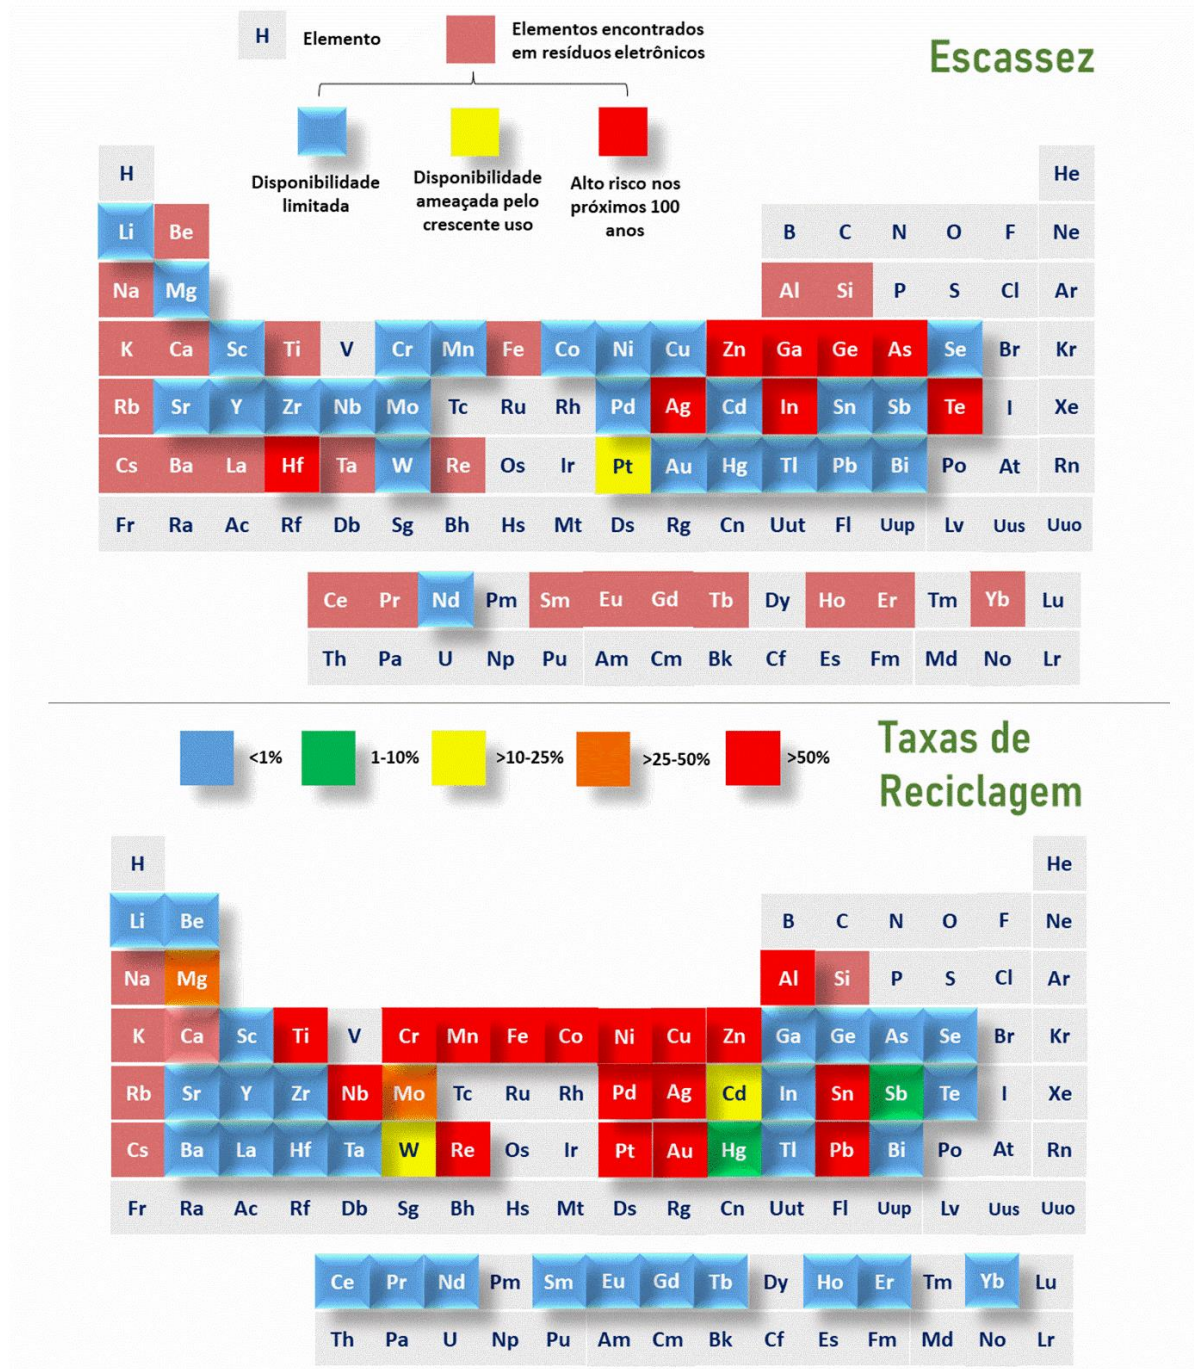 H Elemento
Elementos encontrados
em resíduos eletrônicos
Escassez
Disponibilidade
limitada
Disponibilidade
ameaçada pelo
crescente uso
Alto risco nos
próximos 100
anos
H He
Li Be B C N O F Ne
Na Mg Al Si P S Cl Ar
K Ca Sc Ti V Cr Mn Fe Co Ni Cu Zn Ga Ge As Se Br Kr
Rb Sr Y Zr Nb Mo Tc Ru Rh Pd Ag Cd In Sn Sb Te I Xe
Cs Ba La Hf Ta W Re Os Ir Pt Au Hg Tl Pb Bi Po At Rn
Fr Ra Ac Rf Db Sg Bh Hs Mt Ds Rg Cn Uut Fl Uup Lv Uus Uuo
Ce Pr Nd Pm Sm Eu Gd Tb Dy Ho Er Tm Yb Lu
Th Pa U Np Pu Am Cm Bk Cf Es Fm Md No Lr
Taxas de
Reciclagem
<1% 1-10% >10-25% >25-50% >50%
H He
Li Be B C N O F Ne
Na Mg Al Si P S Cl Ar
K Ca Sc Ti V Cr Mn Fe Co Ni Cu Zn Ga Ge As Se Br Kr
Rb Sr Y Zr Nb Mo Tc Ru Rh Pd Ag Cd In Sn Sb Te I Xe
Cs Ba La Hf Ta W Re Os Ir Pt Au Hg Tl Pb Bi Po At Rn
Fr Ra Ac Rf Db Sg Bh Hs Mt Ds Rg Cn Uut Fl Uup Lv Uus Uuo
Ce Pr Nd Pm Sm Eu Gd Tb Dy Ho Er Tm Yb Lu
Th Pa U Np Pu Am Cm Bk Cf Es Fm Md No Lr